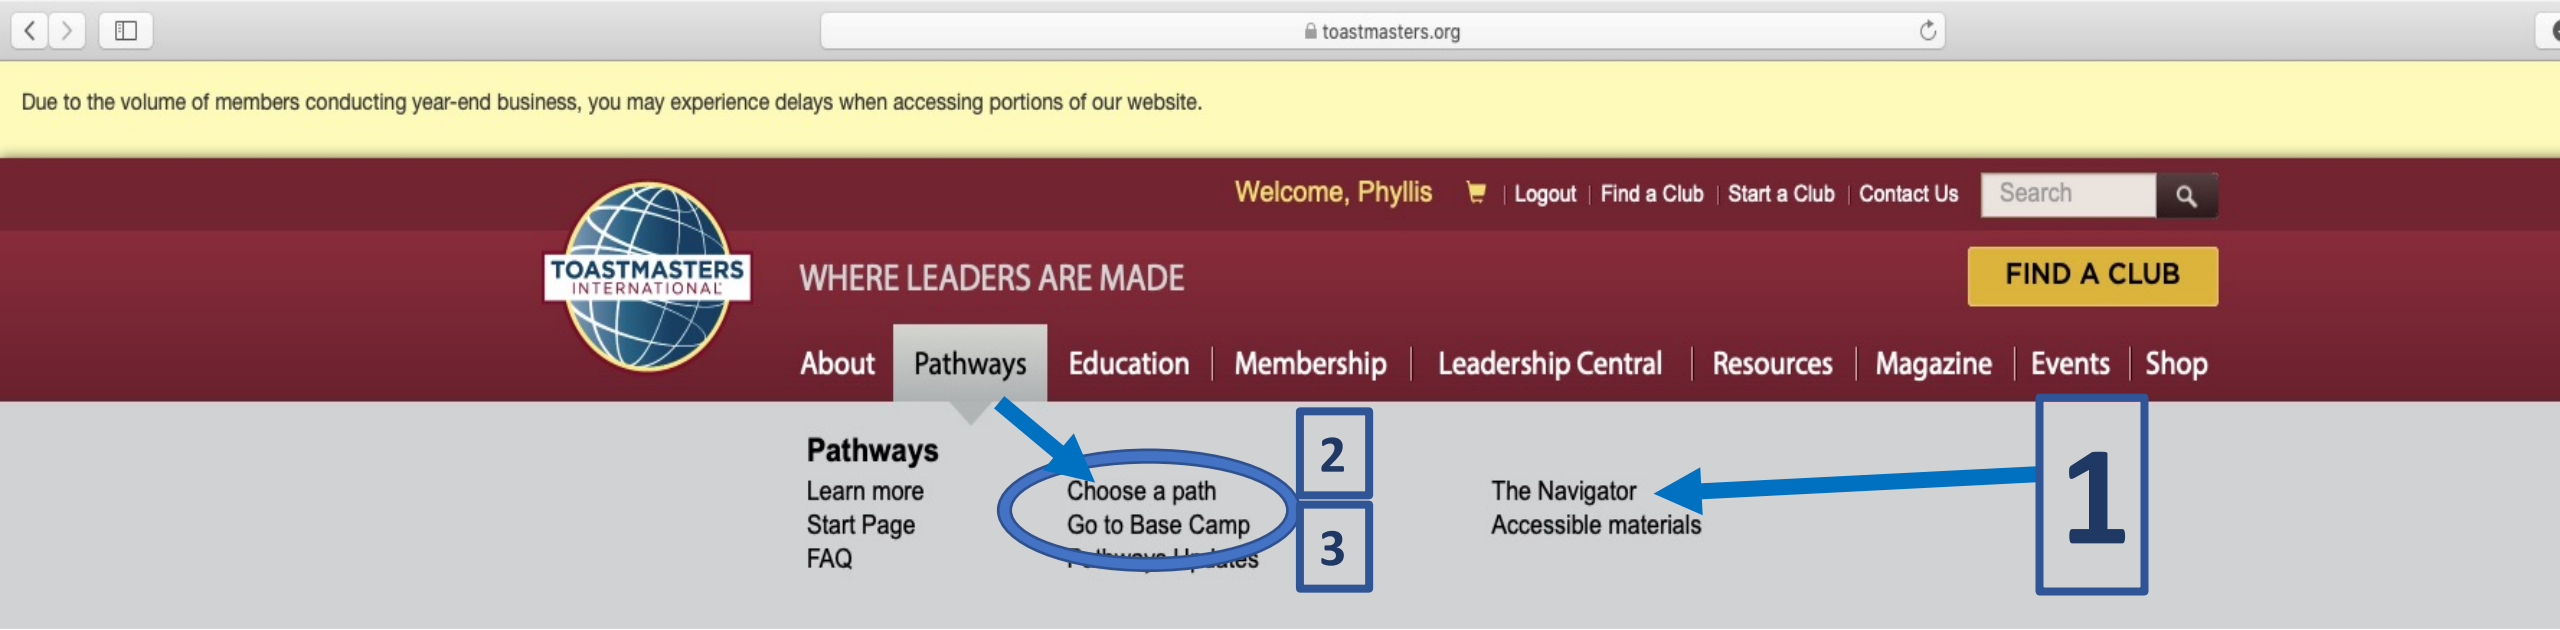 toastmasters.org
Due to the volume of members conducting year-end business, you may experience delays when accessing portions of our website.
Welcome, Phyllis | Logout | Find a Club | Start a Club | Contact Us Search
TOASTMASTERS
INTERNATIONAL
WHERE LEADERS ARE MADE
FIND A CLUB
About Pathways Education | Membership | Leadership Central | Resources | Magazine | Events | Shop
Pathways
Learn more
Start Page
FAQ
Choose a path
Go to Base Camp
Pathways Updates
2
3
The Navigator
Accessible materials
1